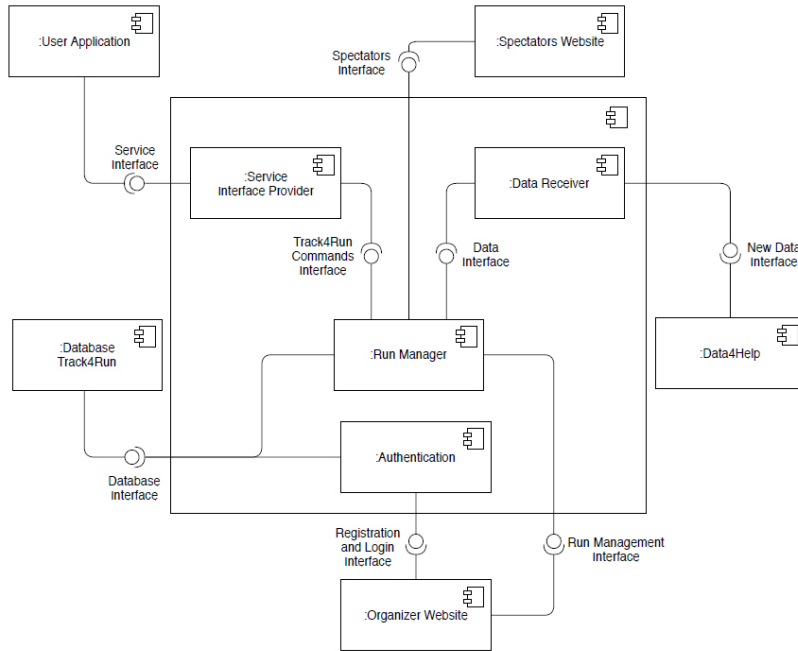 :User Application
Spectators
Interface
:Spectators Website
Service
Interface
:Service
Interface Provider
:Data Receiver
Track4Run
Commands
Interface
Data
Interface
New Data
Interface
:Database
Track4Run
:Run Manager
:Data4Help
:Authentication
Database
Interface
Registration
and Login
Interface
Run Management
Interface
:Organizer Website